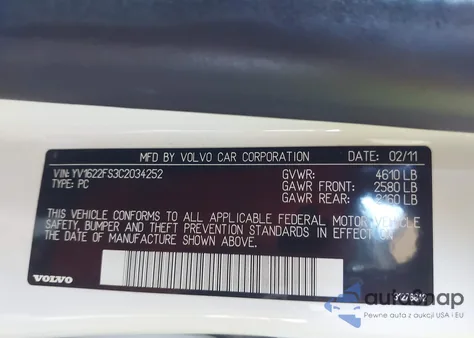 MFD BY VOLVO CAR CORPORATION DATE: 02/11
VIN: YV1622FS3C2034252 GVWR: 4610 LB
TYPE: PC GAWR FRONT: 2580 LB
GAWR REAR: 2160 LB
THIS VEHICLE CONFORMS TO ALL APPLICABLE FEDERAL MOTOR VEHICLE
SAFETY, BUMPER AND THEFT PREVENTION STANDARDS IN EFFECT ON
THE DATE OF MANUFACTURE SHOWN ABOVE.
VOLVO
autoSnap
Pewne auta z aukcji USA i EU